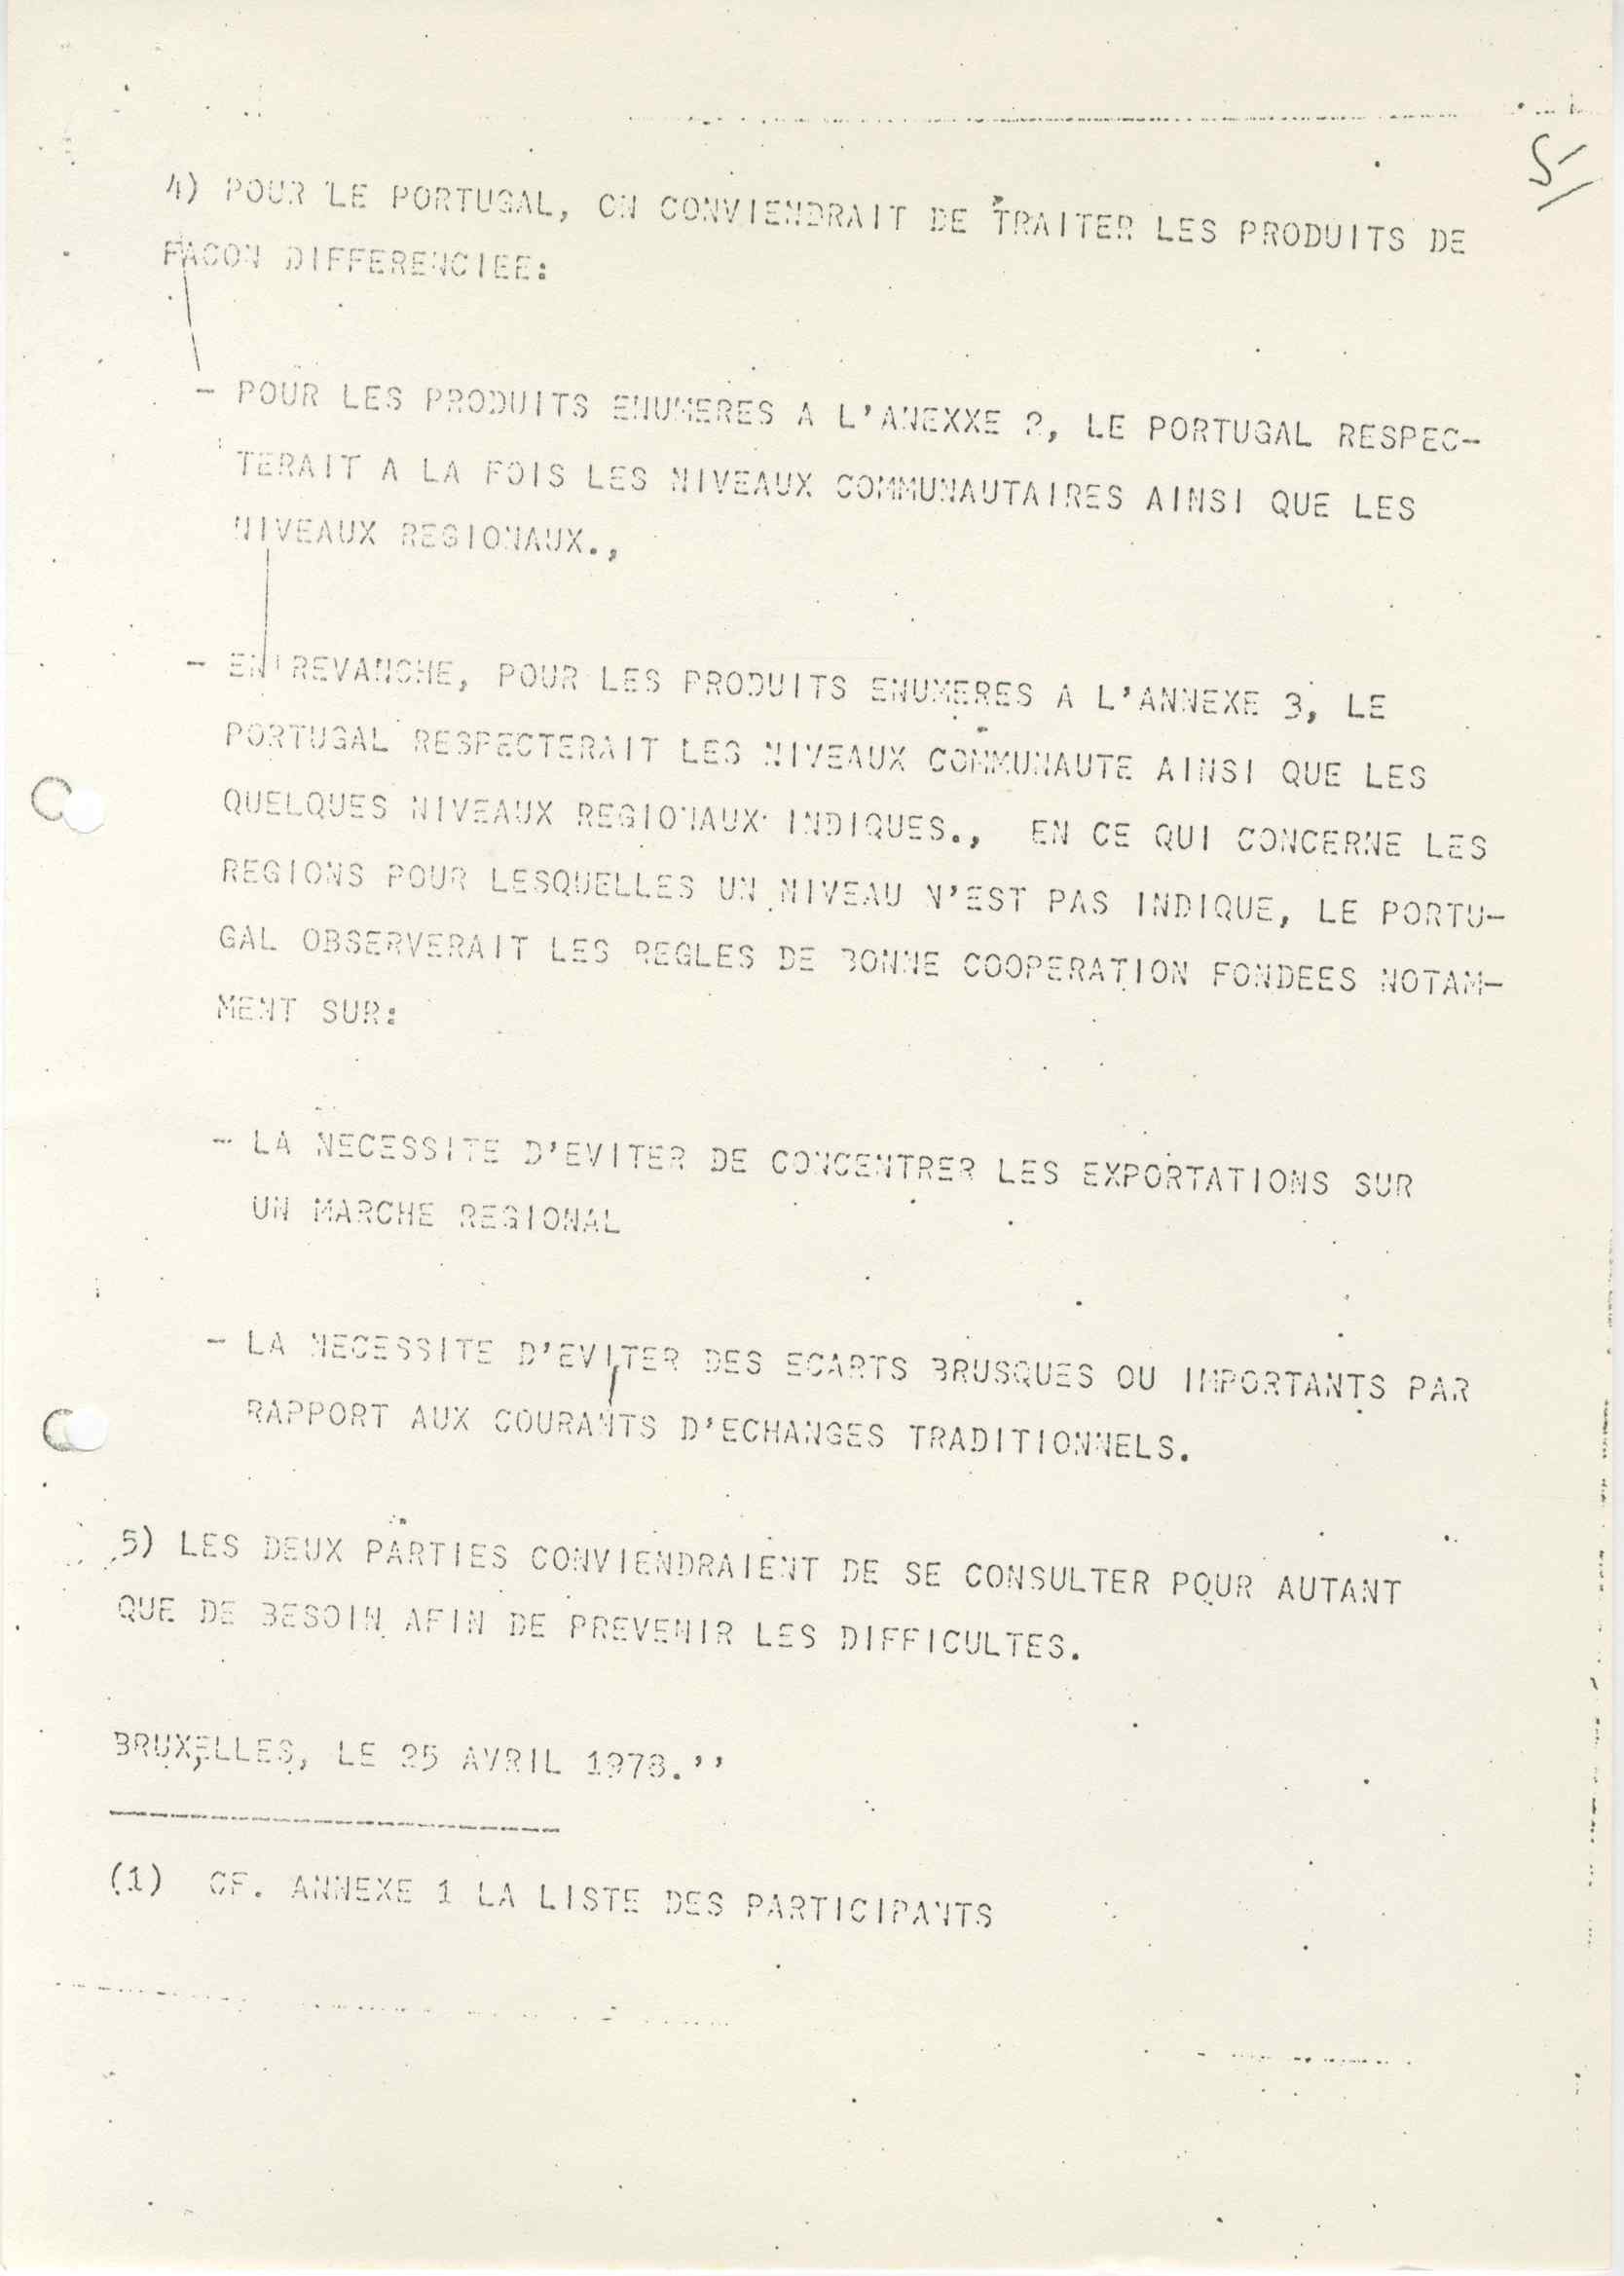 5/
4) POUR LE PORTUGAL, ON CONVIENDRAIT DE TRAITER LES PRODUITS DE
FACON DIFFERENCIEE:
- POUR LES PRODUITS ENUMERES A L'ANEXXE 2, LE PORTUGAL RESPEC-
TERAIT A LA FOIS LES NIVEAUX COMMUNAUTAIRES AINSI QUE LES
NIVEAUX REGIONAUX.,
- EN REVANCHE, POUR LES PRODUITS ENUMERES A L'ANNEXE 3, LE
PORTUGAL RESPECTERAIT LES NIVEAUX COMMUNAUTE AINSI QUE LES
QUELQUES NIVEAUX REGIONAUX INDIQUES., EN CE QUI CONCERNE LES
REGIONS POUR LESQUELLES UN NIVEAU N'EST PAS INDIQUE, LE PORTU-
GAL OBSERVERAIT LES REGLES DE BONNE COOPERATION FONDEES NOTAM-
MENT SUR:
- LA NECESSITE D'EVITER DE CONCENTRER LES EXPORTATIONS SUR
UN MARCHE REGIONAL
- LA NECESSITE D'EVITER DES ECARTS BRUSQUES OU IMPORTANTS PAR
RAPPORT AUX COURANTS D'ECHANGES TRADITIONNELS.
5) LES DEUX PARTIES CONVIENDRAIENT DE SE CONSULTER POUR AUTANT
QUE DE BESOIN AFIN DE PREVENIR LES DIFFICULTES.
BRUXELLES, LE 25 AVRIL 1978.''
(1) CF. ANNEXE 1 LA LISTE DES PARTICIPANTS